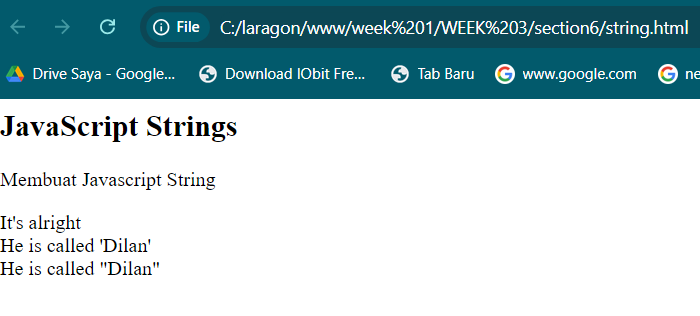 File C:/laragon/www/week%201/WEEK%203/section6/string.html
Drive Saya - Google... Download IObit Fre... Tab Baru www.google.com ne
JavaScript Strings
Membuat Javascript String
It's alright
He is called 'Dilan'
He is called "Dilan"